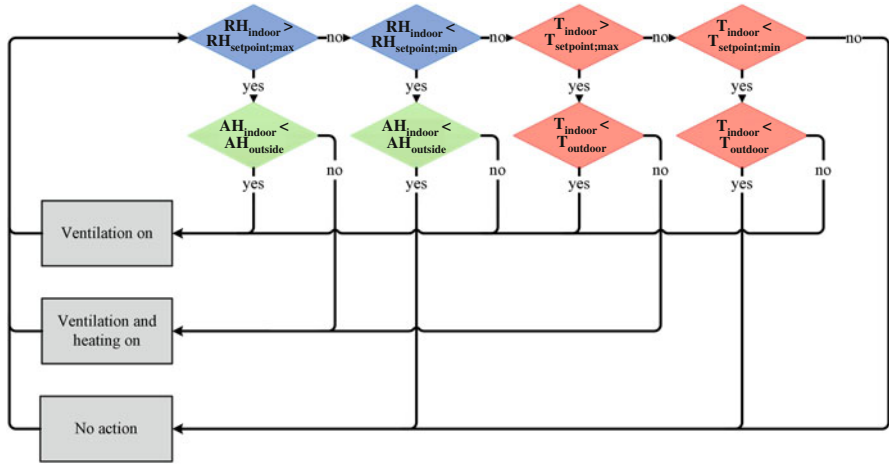 RHindoor >
RHsetpoint;max
no
RHindoor <
RHsetpoint;min
no
Tindoor >
Tsetpoint;max
no
Tindoor <
Tsetpoint;min
no
yes
yes
yes
yes
AHindoor <
AHoutside
AHindoor <
AHoutside
Tindoor <
Toutdoor
Tindoor <
Toutdoor
yes
no
yes
no
yes
no
yes
no
Ventilation on
Ventilation and
heating on
No action